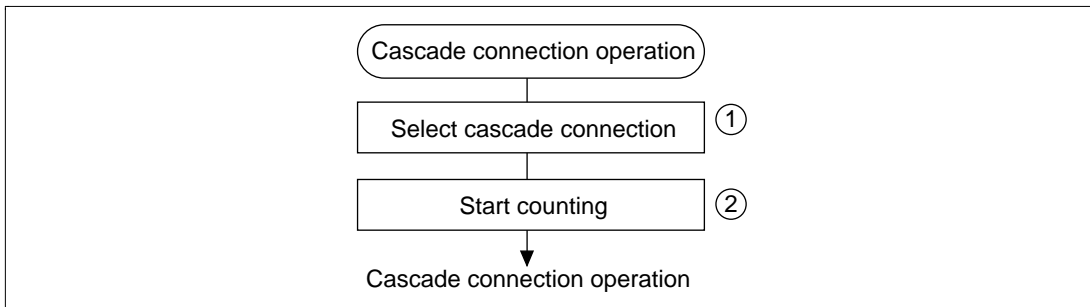 Cascade connection operation
Select cascade connection 1
Start counting 2
Cascade connection operation